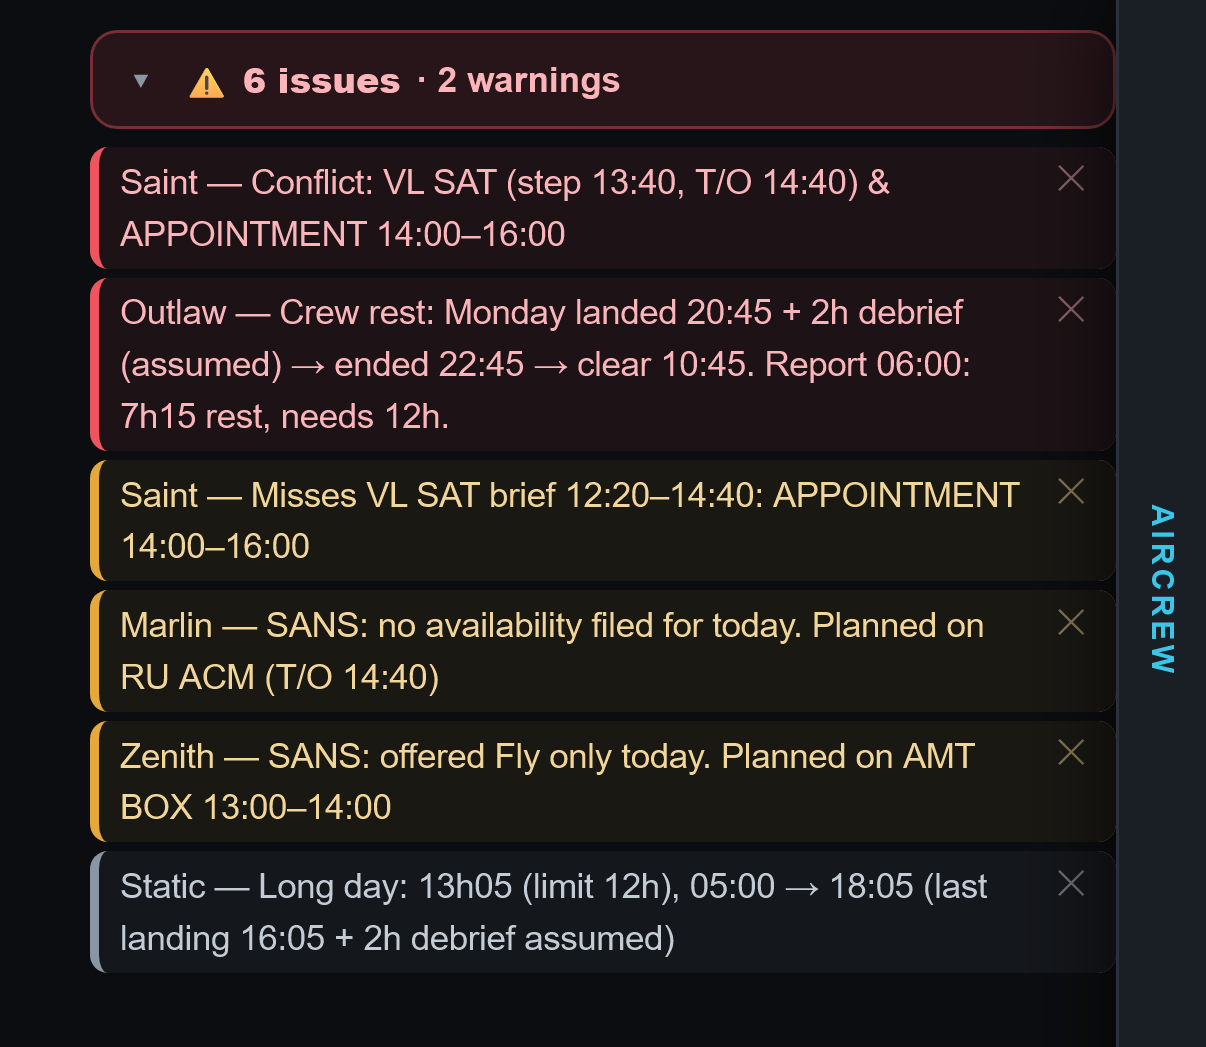 ▼ ⚠️ 6 issues · 2 warnings
Saint — Conflict: VL SAT (step 13:40, T/O 14:40) &
APPOINTMENT 14:00–16:00
Outlaw — Crew rest: Monday landed 20:45 + 2h debrief
(assumed) → ended 22:45 → clear 10:45. Report 06:00:
7h15 rest, needs 12h.
Saint — Misses VL SAT brief 12:20–14:40: APPOINTMENT
14:00–16:00
Marlin — SANS: no availability filed for today. Planned on
RU ACM (T/O 14:40)
Zenith — SANS: offered Fly only today. Planned on AMT
BOX 13:00–14:00
Static — Long day: 13h05 (limit 12h), 05:00 → 18:05 (last
landing 16:05 + 2h debrief assumed)
AIRCREW